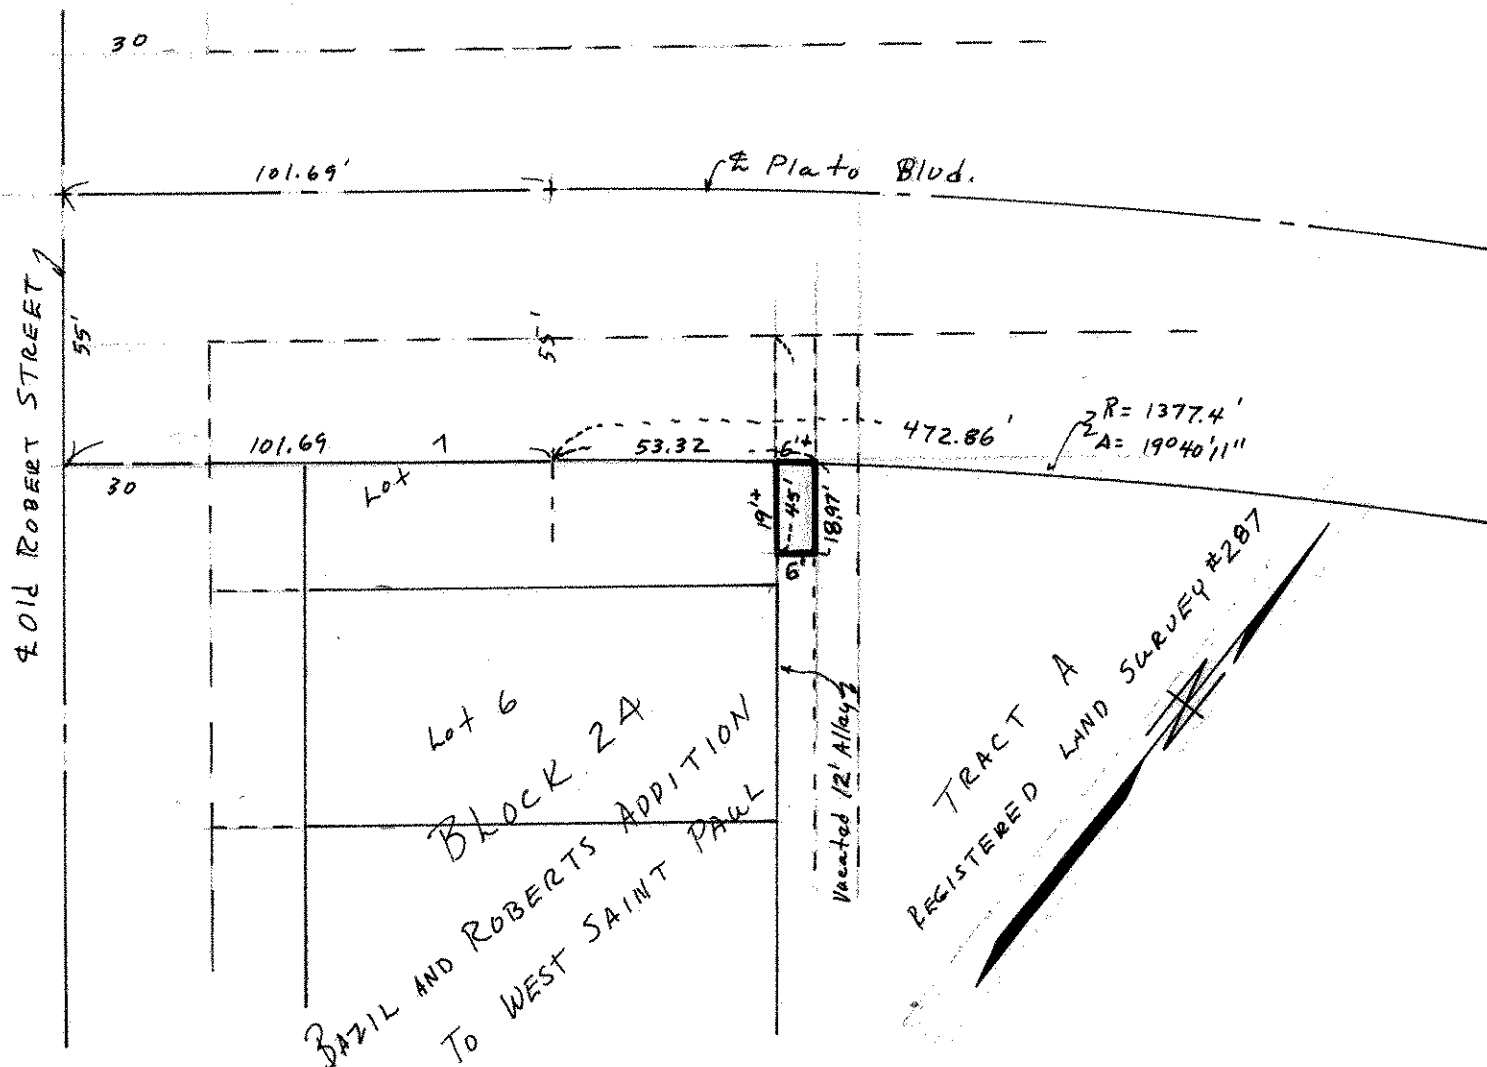 30
101.69'
℄ Plato Blvd.
℄ Old Robert STREET
55'
55'
R= 1377.4'
Δ= 19°40'11"
472.86'
101.69
53.32
6'+
30
Lot 7
19'+
45'
18.97'
6'
Lot 6
BLOCK 24
BAZIL AND ROBERTS ADDITION
TO WEST SAINT PAUL
Vacated 12' Alley
TRACT A
REGISTERED LAND SURVEY #287